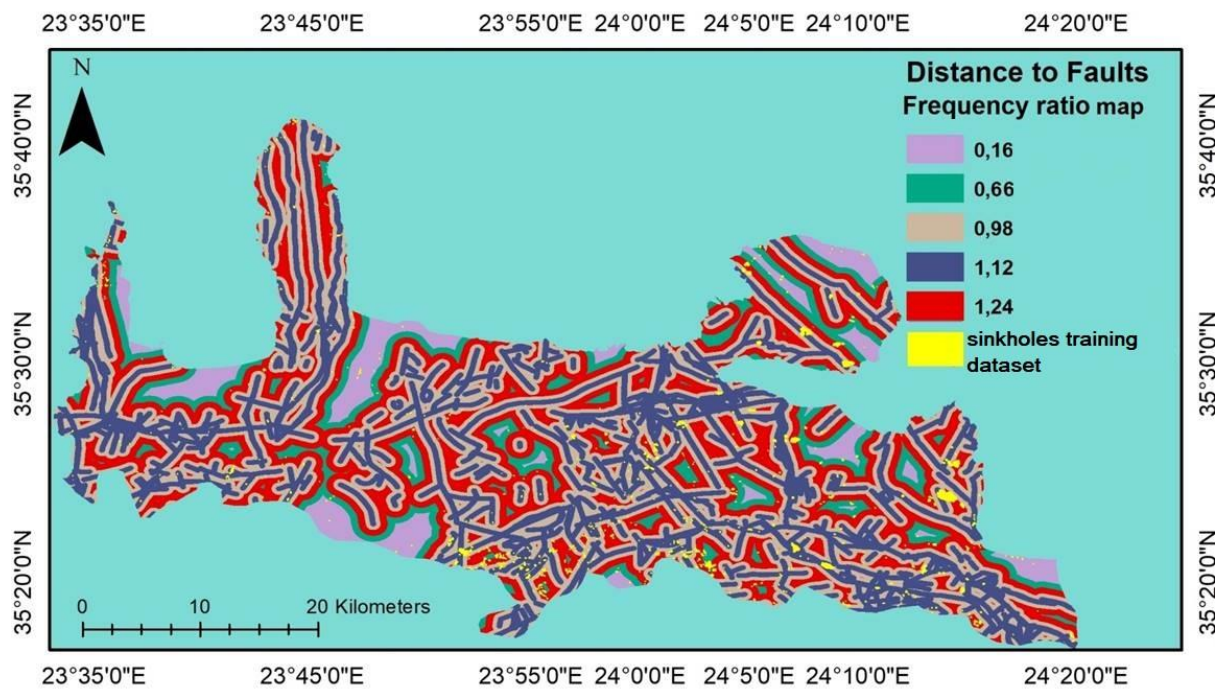 23°35'0"E 23°45'0"E 23°55'0"E 24°0'0"E 24°5'0"E 24°10'0"E 24°20'0"E
N
Distance to Faults
Frequency ratio map
0,16
0,66
0,98
1,12
1,24
sinkholes training
dataset
35°40'0"N 35°40'0"N
35°30'0"N 35°30'0"N
35°20'0"N 35°20'0"N
0 10 20 Kilometers
23°35'0"E 23°45'0"E 23°55'0"E 24°0'0"E 24°5'0"E 24°10'0"E 24°20'0"E